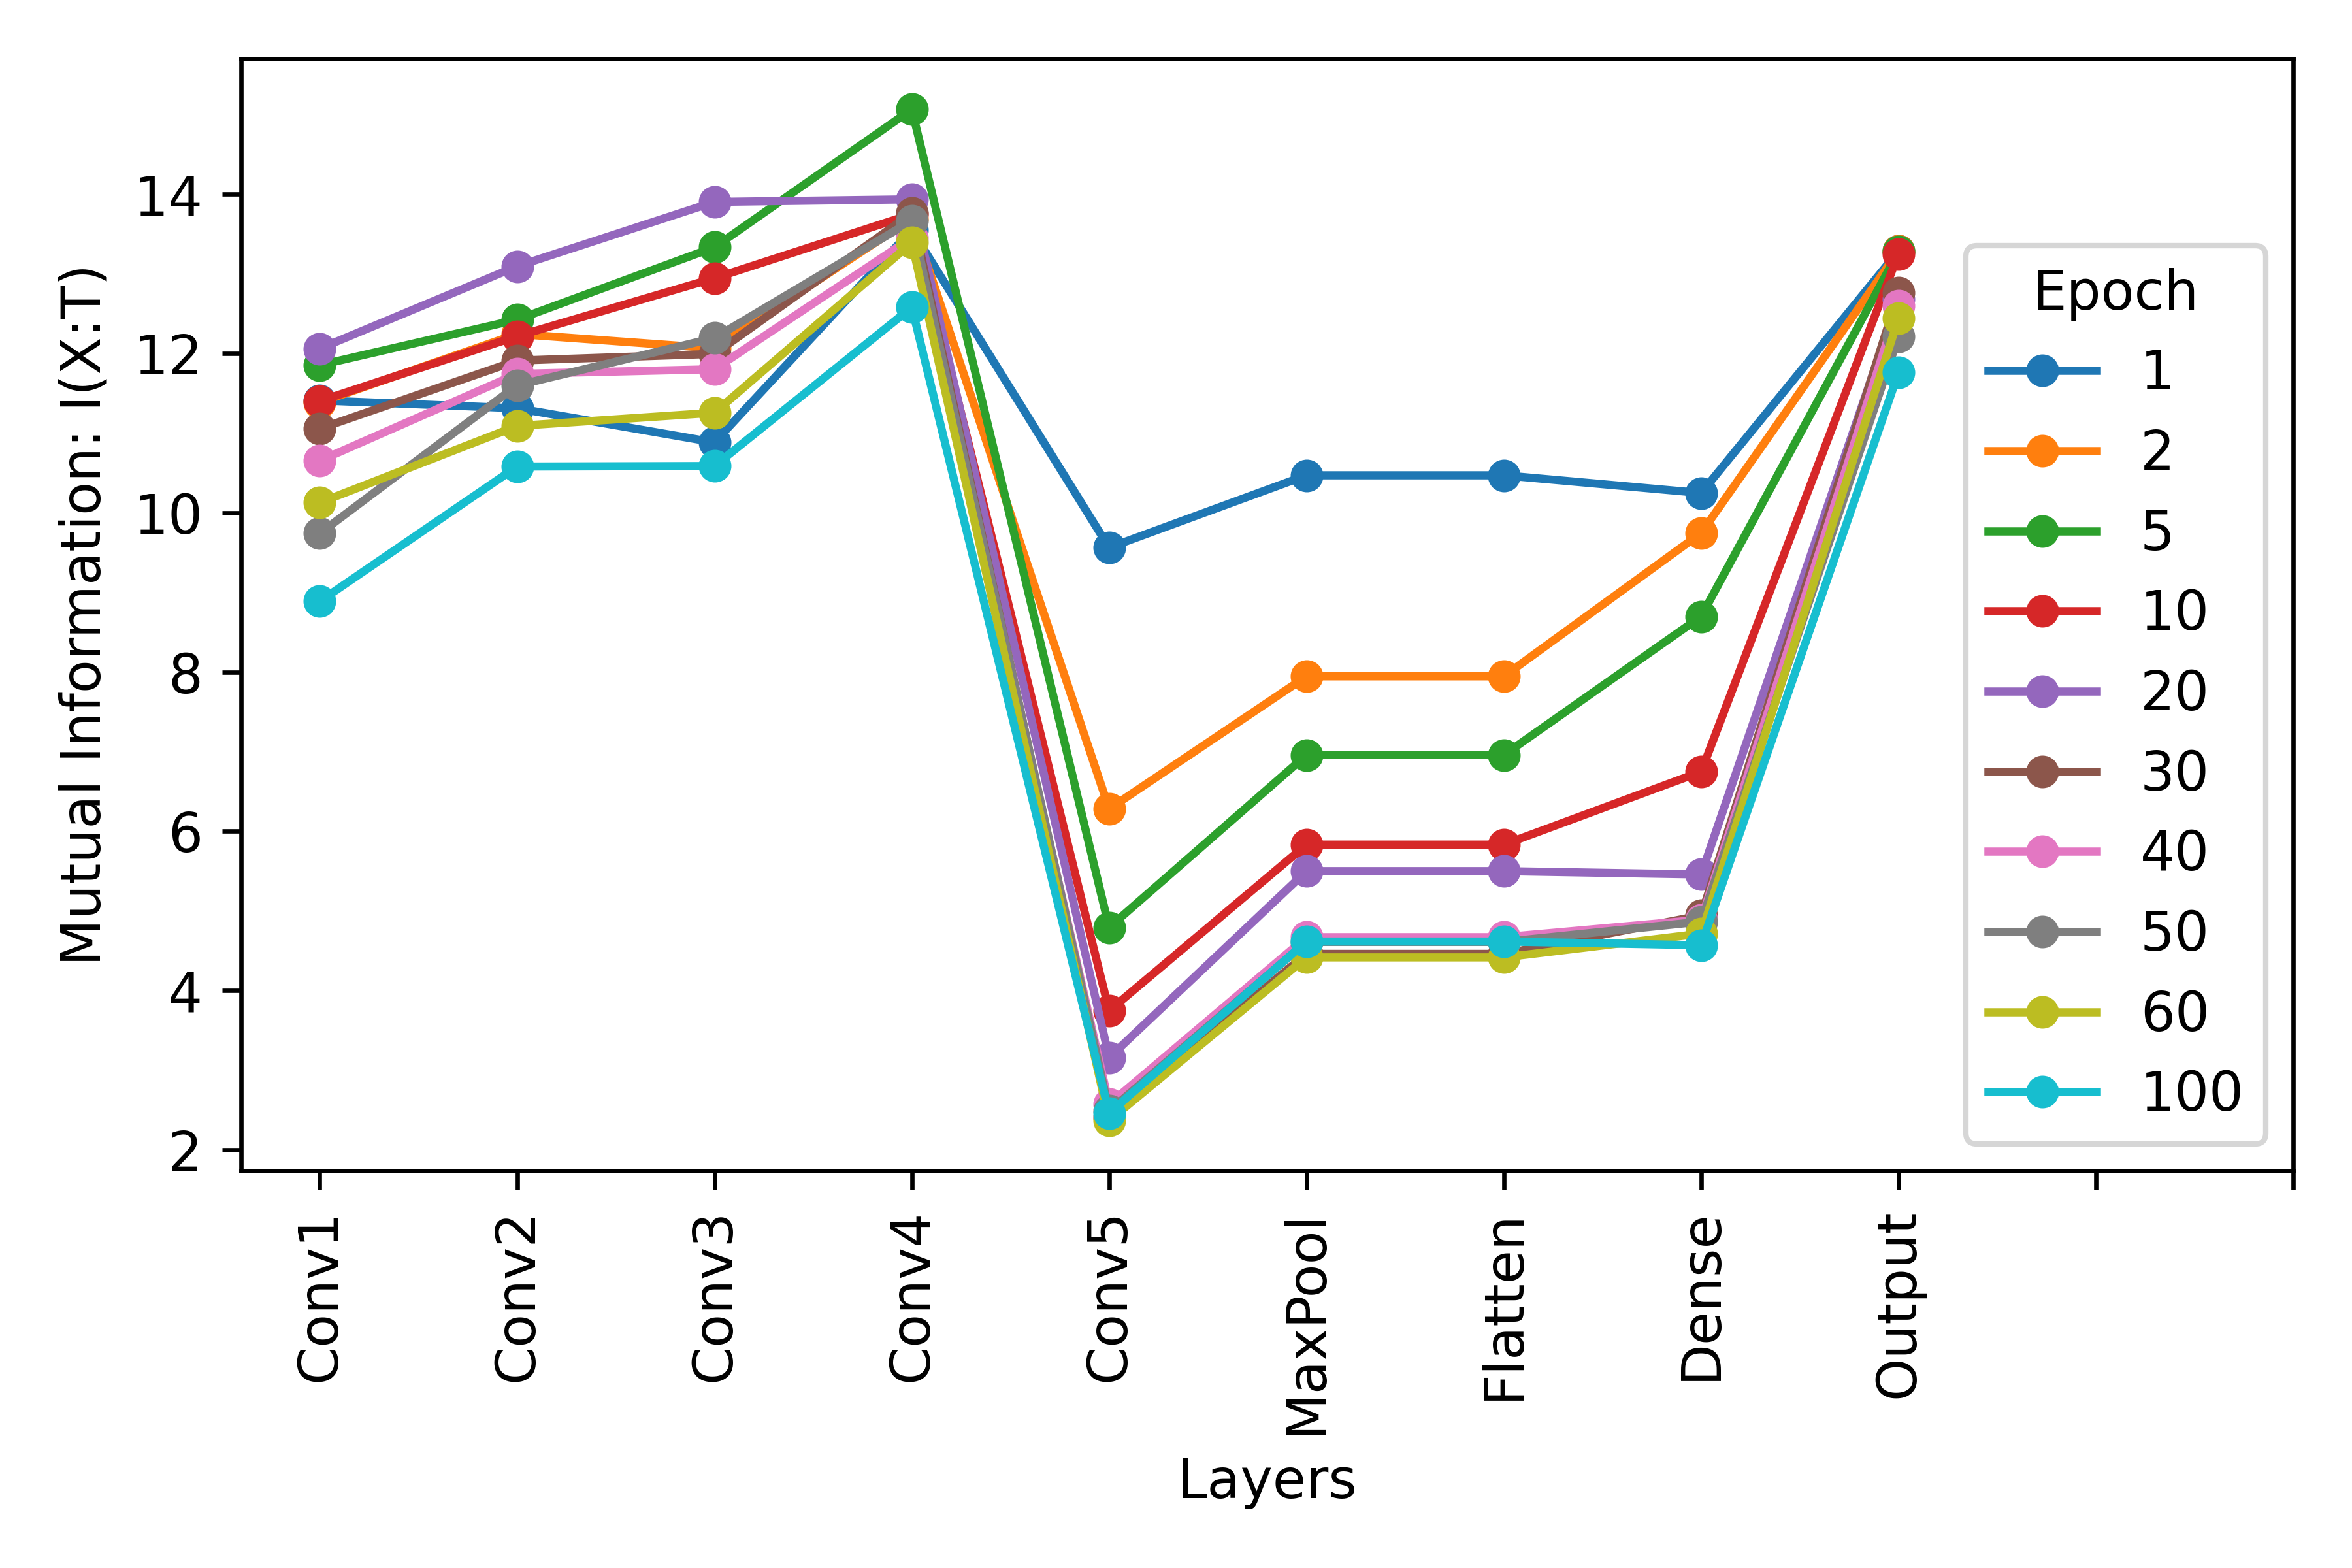 Mutual Information: I(X:T)
14
12
10
8
6
4
2
Epoch
1
2
5
10
20
30
40
50
60
100
Conv1
Conv2
Conv3
Conv4
Conv5
MaxPool
Flatten
Dense
Output
Layers